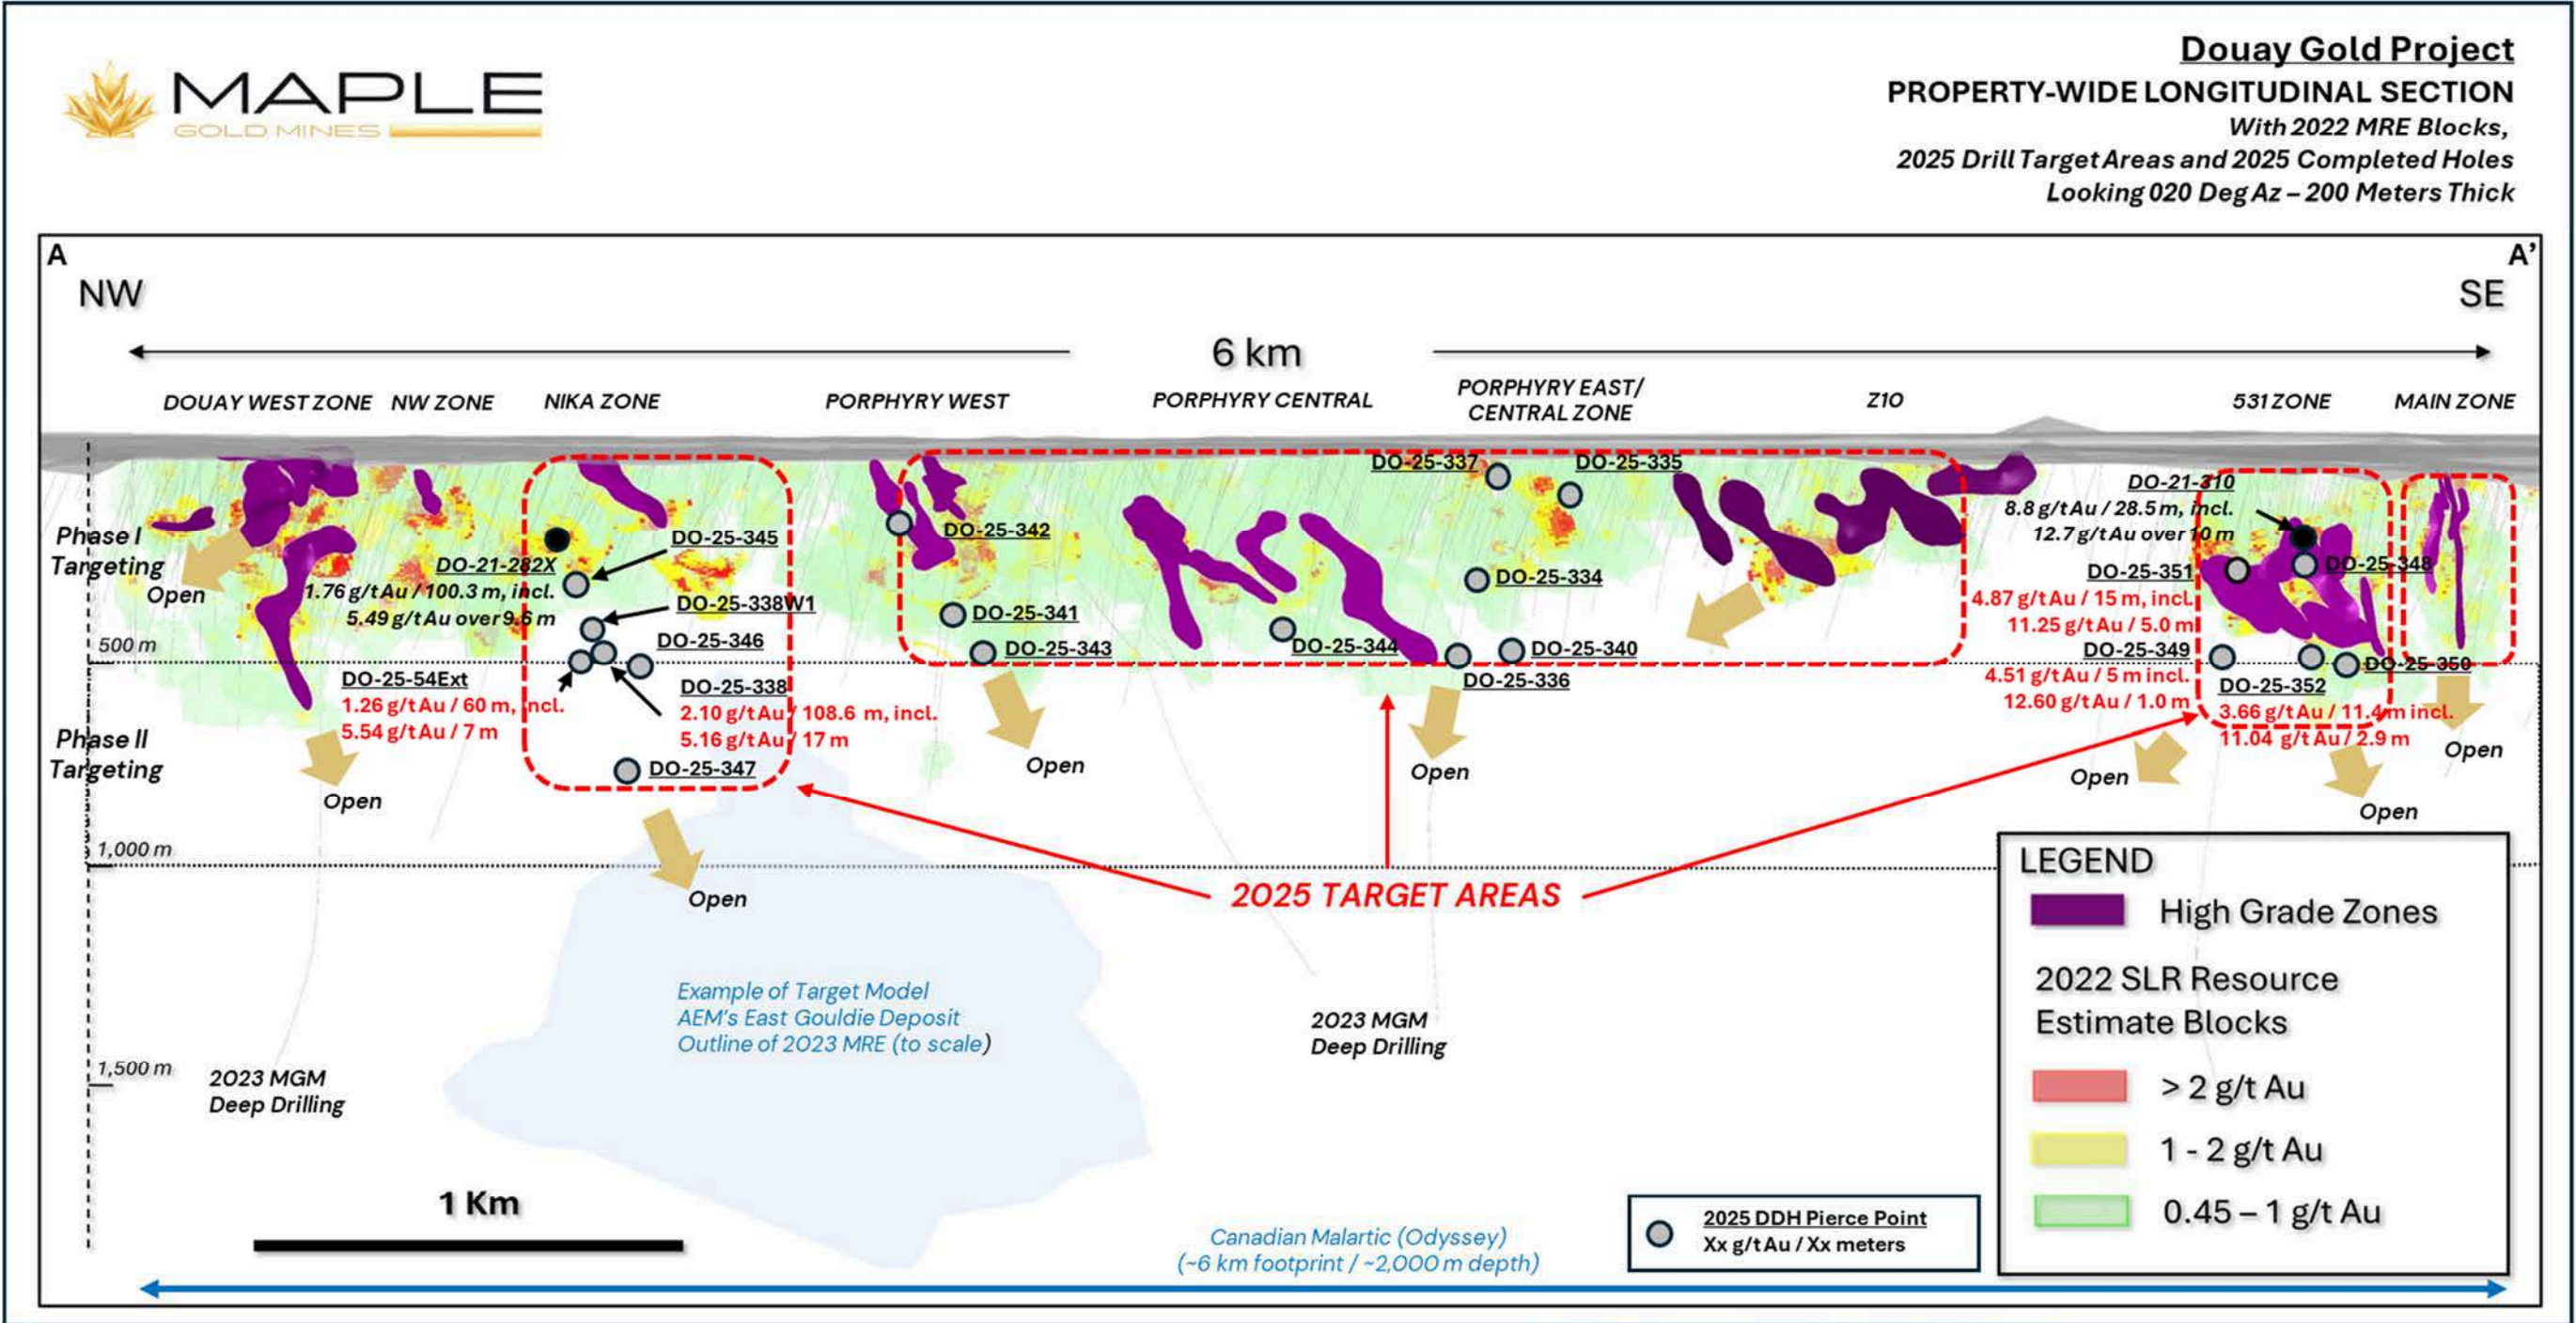 MAPLE
GOLD MINES
Douay Gold Project
PROPERTY-WIDE LONGITUDINAL SECTION
With 2022 MRE Blocks,
2025 Drill Target Areas and 2025 Completed Holes
Looking 020 Deg Az – 200 Meters Thick
A
A'
NW
SE
6 km
DOUAY WEST ZONE
NW ZONE
NIKA ZONE
PORPHYRY WEST
PORPHYRY CENTRAL
PORPHYRY EAST/
CENTRAL ZONE
Z10
531 ZONE
MAIN ZONE
Phase I
Targeting
Open
500 m
DO-21-282X
1.76 g/t Au / 100.3 m, incl.
5.49 g/t Au over 9.6 m
DO-25-345
DO-25-338W1
DO-25-346
DO-25-54Ext
1.26 g/t Au / 60 m, incl.
5.54 g/t Au / 7 m
DO-25-338
2.10 g/t Au / 108.6 m, incl.
5.16 g/t Au / 17 m
DO-25-347
DO-25-342
DO-25-341
DO-25-343
DO-25-337
DO-25-335
DO-25-334
DO-25-344
DO-25-340
DO-25-336
DO-21-310
8.8 g/t Au / 28.5 m, incl.
12.7 g/t Au over 10 m
DO-25-348
DO-25-351
4.87 g/t Au / 15 m, incl.
11.25 g/t Au / 5.0 m
DO-25-349
4.51 g/t Au / 5 m incl.
12.60 g/t Au / 1.0 m
DO-25-350
DO-25-352
3.66 g/t Au / 11.4 m incl.
11.04 g/t Au / 2.9 m
Phase II
Targeting
Open
Open
Open
Open
Open
Open
Open
1,000 m
2025 TARGET AREAS
Example of Target Model
AEM's East Gouldie Deposit
Outline of 2023 MRE (to scale)
2023 MGM
Deep Drilling
1,500 m
2023 MGM
Deep Drilling
1 Km
Canadian Malartic (Odyssey)
(~6 km footprint / ~2,000 m depth)
2025 DDH Pierce Point
Xx g/t Au / Xx meters
LEGEND
High Grade Zones
2022 SLR Resource
Estimate Blocks
> 2 g/t Au
1 - 2 g/t Au
0.45 – 1 g/t Au